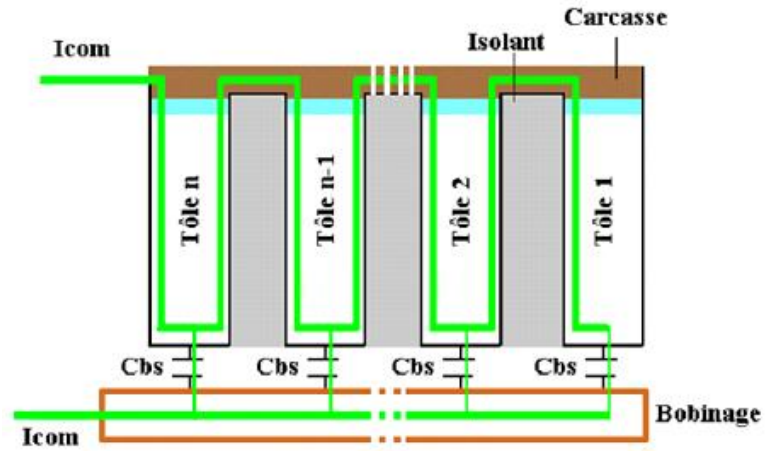 Carcasse
Icom
Isolant
Tôle n
Tôle n-1
Tôle 2
Tôle 1
Cbs
Cbs
Cbs
Cbs
Bobinage
Icom